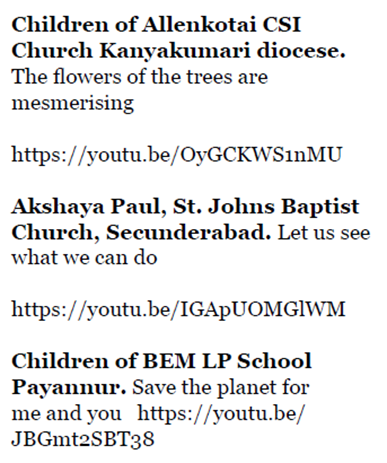 Children of Allenkotai CSI
Church Kanyakumari diocese.
The flowers of the trees are
mesmerising
https://youtu.be/OyGCKWS1nMU
Akshaya Paul, St. Johns Baptist
Church, Secunderabad. Let us see
what we can do
https://youtu.be/IGApUOMGlWM
Children of BEM LP School
Payannur. Save the planet for
me and you https://youtu.be/
JBGmt2SBT38